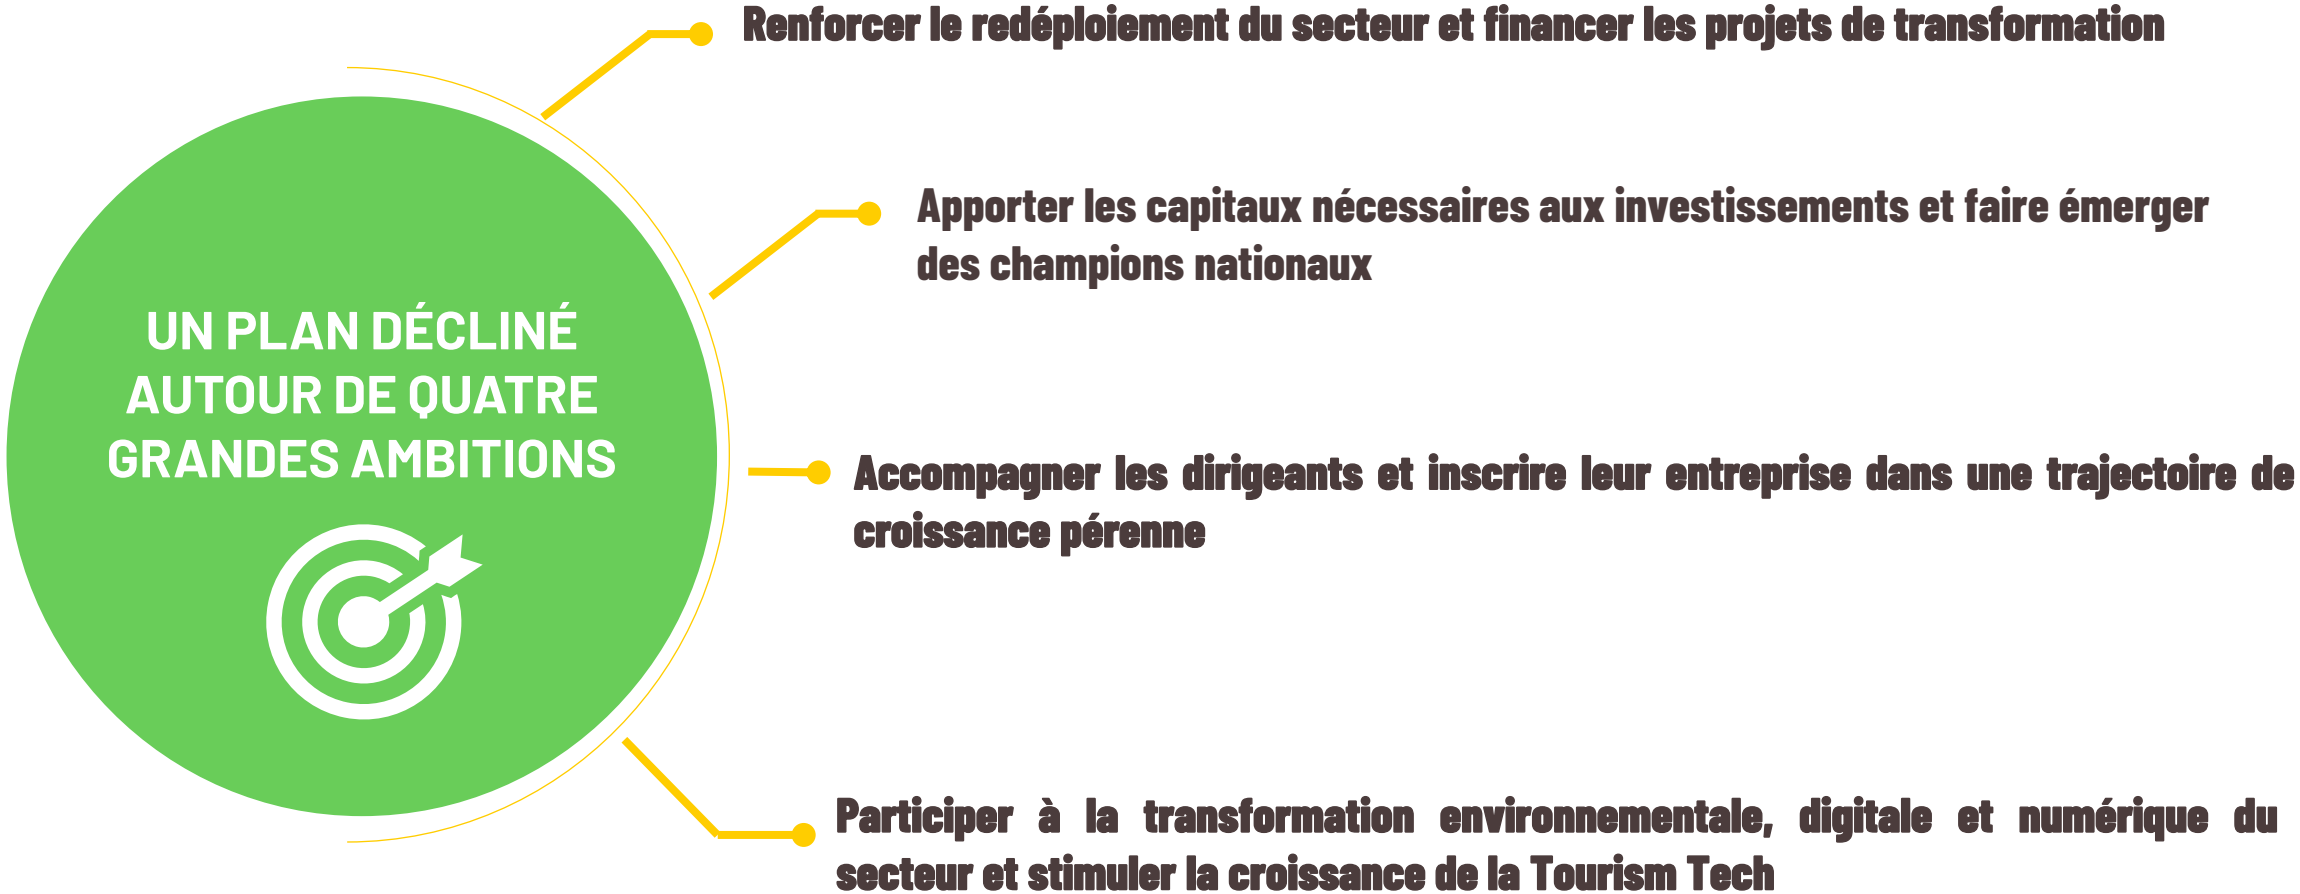 UN PLAN DÉCLINÉ
AUTOUR DE QUATRE
GRANDES AMBITIONS
Renforcer le redéploiement du secteur et financer les projets de transformation
Apporter les capitaux nécessaires aux investissements et faire émerger
des champions nationaux
Accompagner les dirigeants et inscrire leur entreprise dans une trajectoire de
croissance pérenne
Participer à la transformation environnementale, digitale et numérique du
secteur et stimuler la croissance de la Tourism Tech